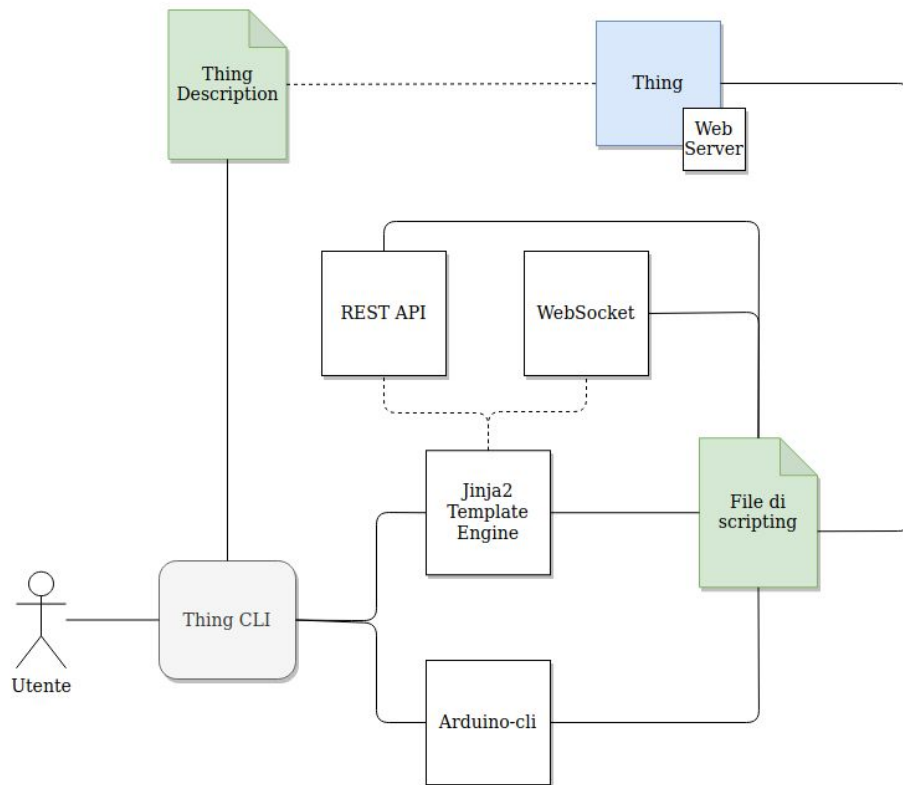 Thing
Description
Thing
Web
Server
REST API
WebSocket
Jinja2
Template
Engine
File di
scripting
Thing CLI
Utente
Arduino-cli